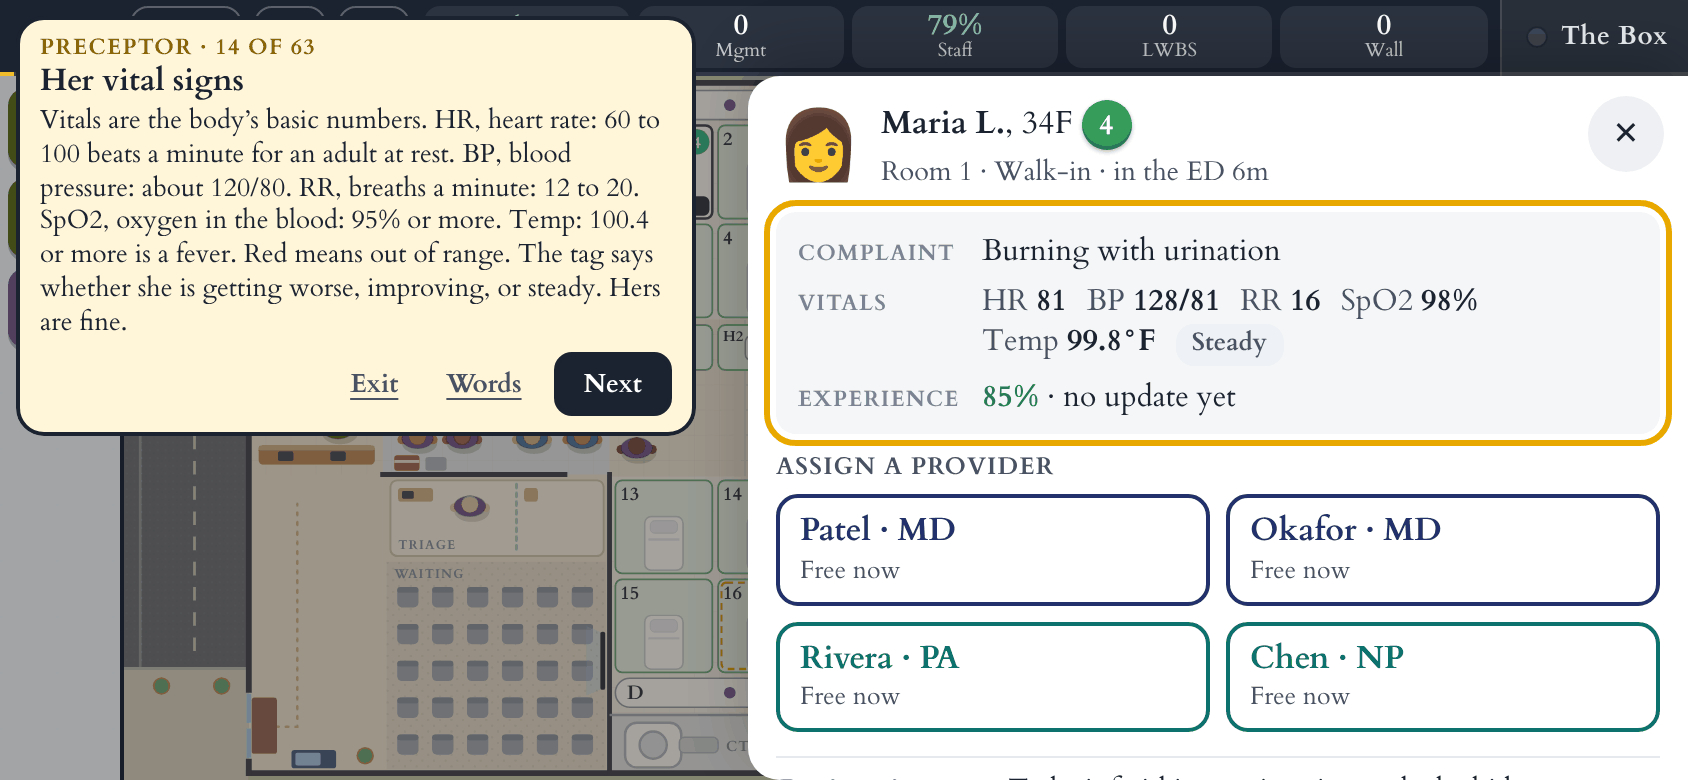 0
Mgmt
79%
Staff
0
LWBS
0
Wall
The Box
PRECEPTOR · 14 OF 63
Her vital signs
Vitals are the body’s basic numbers. HR, heart rate: 60 to
100 beats a minute for an adult at rest. BP, blood
pressure: about 120/80. RR, breaths a minute: 12 to 20.
SpO2, oxygen in the blood: 95% or more. Temp: 100.4
or more is a fever. Red means out of range. The tag says
whether she is getting worse, improving, or steady. Hers
are fine.
Exit
Words
Next
Maria L., 34F 4
Room 1 · Walk-in · in the ED 6m
✕
COMPLAINT Burning with urination
VITALS HR 81 BP 128/81 RR 16 SpO2 98%
Temp 99.8°F Steady
EXPERIENCE 85% · no update yet
ASSIGN A PROVIDER
Patel · MD
Free now
Okafor · MD
Free now
Rivera · PA
Free now
Chen · NP
Free now
2
4
H2
13
14
TRIAGE
WAITING
15
16
D
CT